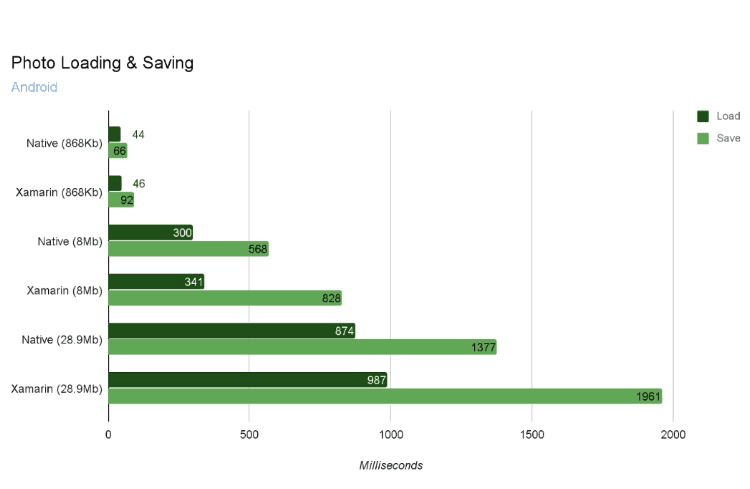 Photo Loading & Saving
Android
Load
Save
Native (868Kb)
44
66
Xamarin (868Kb)
46
92
Native (8Mb)
300
568
Xamarin (8Mb)
341
828
Native (28.9Mb)
874
1377
Xamarin (28.9Mb)
987
1961
0 500 1000 1500 2000
Milliseconds